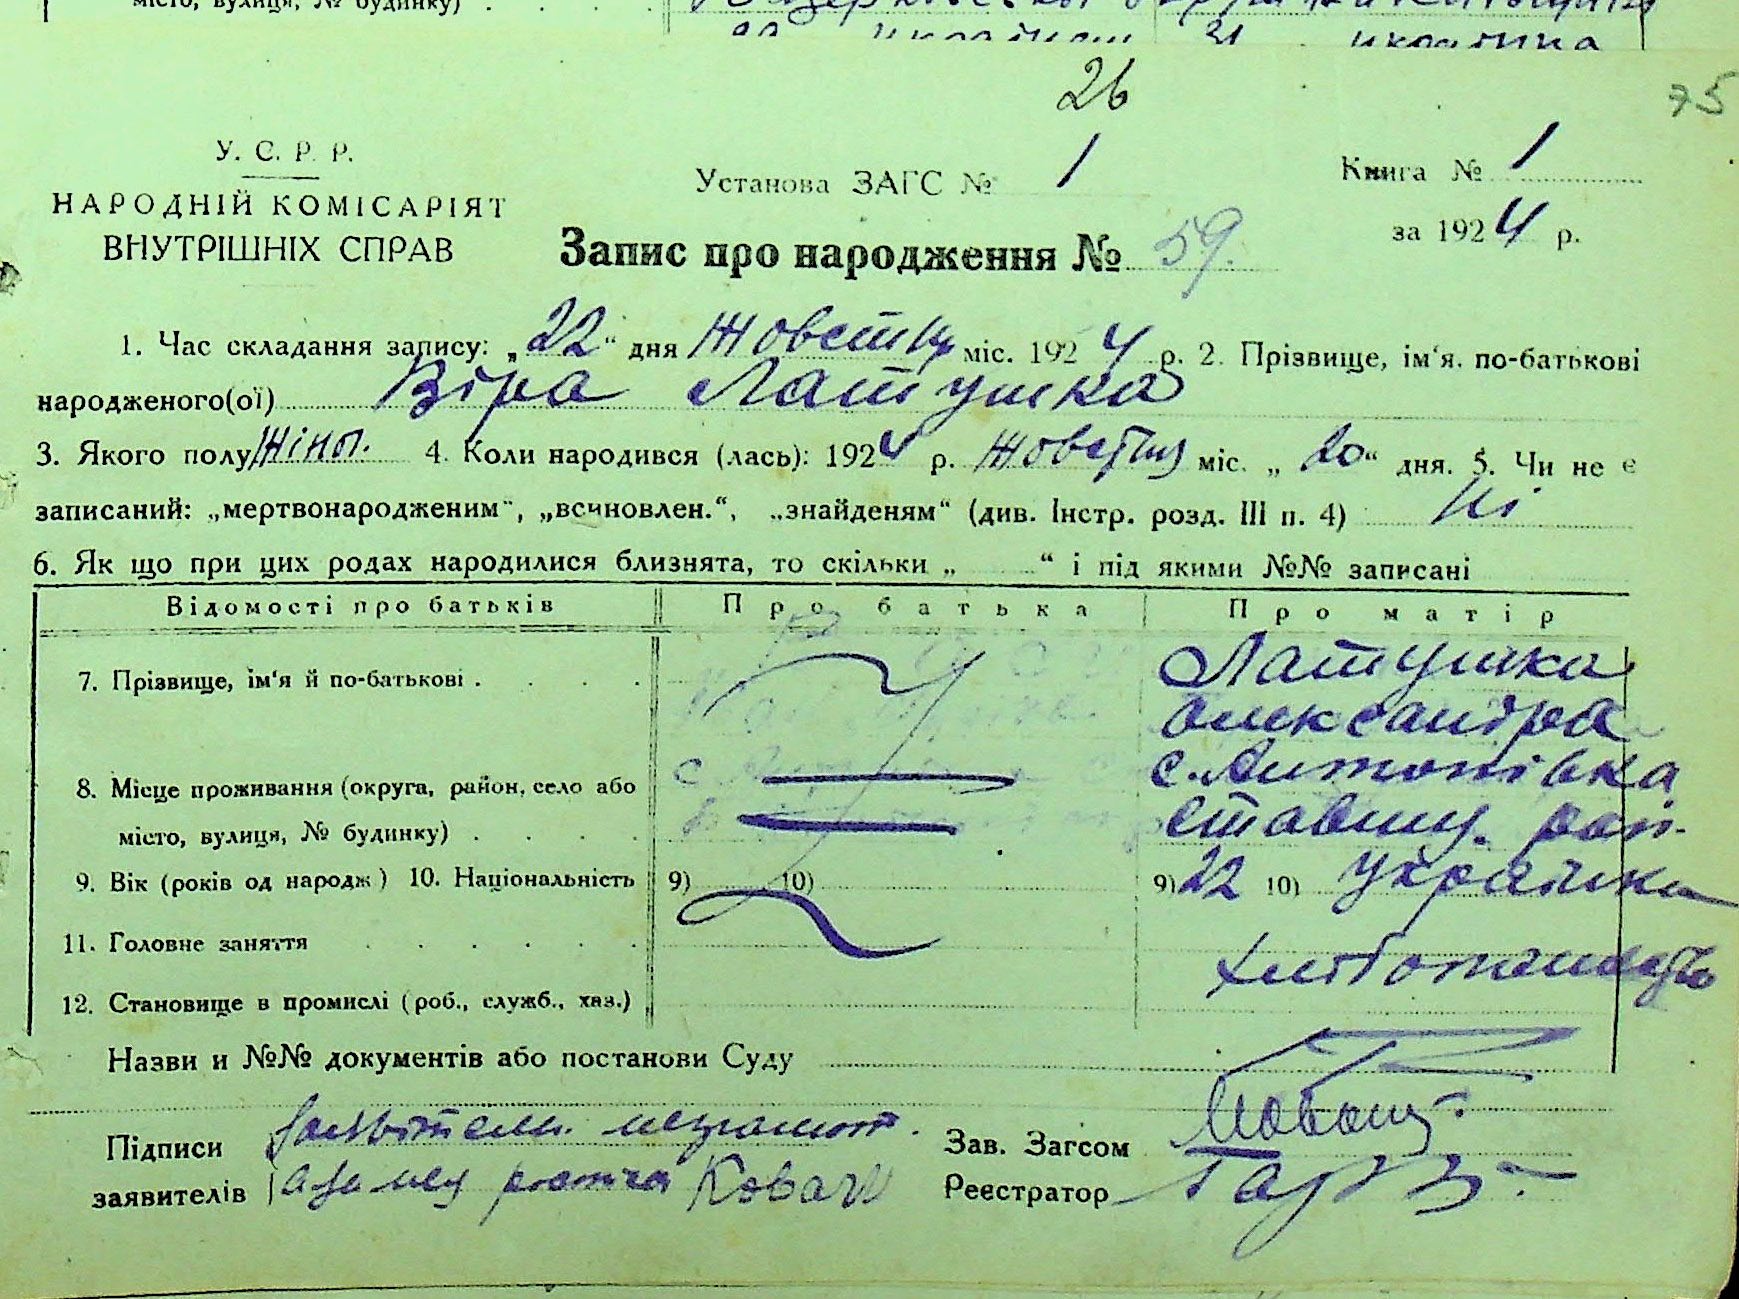 місто, вулиця, № будинку) . . .
26
75
У. С. Р. Р.
НАРОДНІЙ КОМІСАРІЯТ
ВНУТРІШНІХ СПРАВ
Установа ЗАГС № 1
Книга № 1
за 1924 р.
Запис про народження № 59.
1. Час складання запису: „22“ дня Жовтня міс. 1924 р. 2. Прізвище, ім‘я. по-батькові
народженого(ої) Віра Латушка
3. Якого полу жіноч. 4. Коли народився (лась): 1924 р. Жовтня міс. „20“ дня. 5. Чи не є
записаний: „мертвонародженим“, „всиновлен.“, „знайденям“ (див. Інстр. розд. III п. 4) Ні
6. Як що при цих родах народилися близнята, то скільки „ “ і під якими №№ записані
Відомості про батьків Про батька Про матір
7. Прізвище, ім‘я й по-батькові . . . . Латушка
Олександра
8. Місце проживання (округа, район, село або с. Антонівка
місто, вулиця, № будинку) . . . . Ставищ. рай.
9. Вік (років од народж) 10. Національність 9) 10) 9) 22 10) Українка
11. Головне заняття . . . . . . хліборобство
12. Становище в промислі (роб., служб., хаз.)
Назви и №№ документів або постанови Суду
Підписи неграмот. Зав. Загсом
заявителів Реєстратор